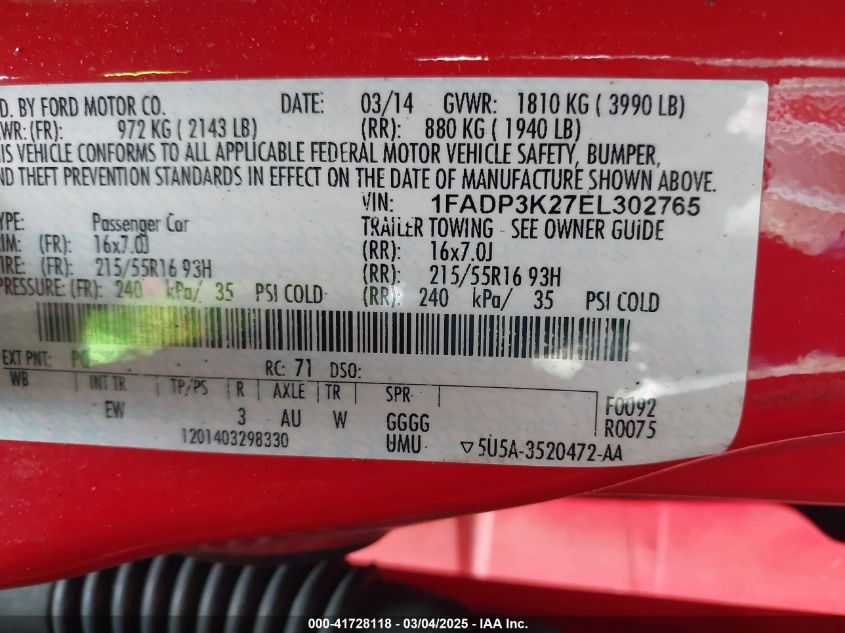 D. BY FORD MOTOR CO. DATE: 03/14 GVWR: 1810 KG ( 3990 LB)
WR: (FR): 972 KG ( 2143 LB) (RR): 880 KG ( 1940 LB)
IS VEHICLE CONFORMS TO ALL APPLICABLE FEDERAL MOTOR VEHICLE SAFETY, BUMPER,
ND THEFT PREVENTION STANDARDS IN EFFECT ON THE DATE OF MANUFACTURE SHOWN ABOVE.
VIN: 1FADP3K27EL302765
YPE: Passenger Car TRAILER TOWING - SEE OWNER GUIDE
IM: (FR): 16x7.0J (RR): 16x7.0J
IRE: (FR): 215/55R16 93H (RR): 215/55R16 93H
PRESSURE: (FR): 240 kPa/ 35 PSI COLD (RR): 240 kPa/ 35 PSI COLD
EXT PNT: RC: 71 DSO:
WB INT TR TP/PS R AXLE TR SPR F0092
EW 3 AU W GGGG R0075
1201403298330 UMU ▽5U5A-3520472-AA
000-41728118 - 03/04/2025 - IAA Inc.